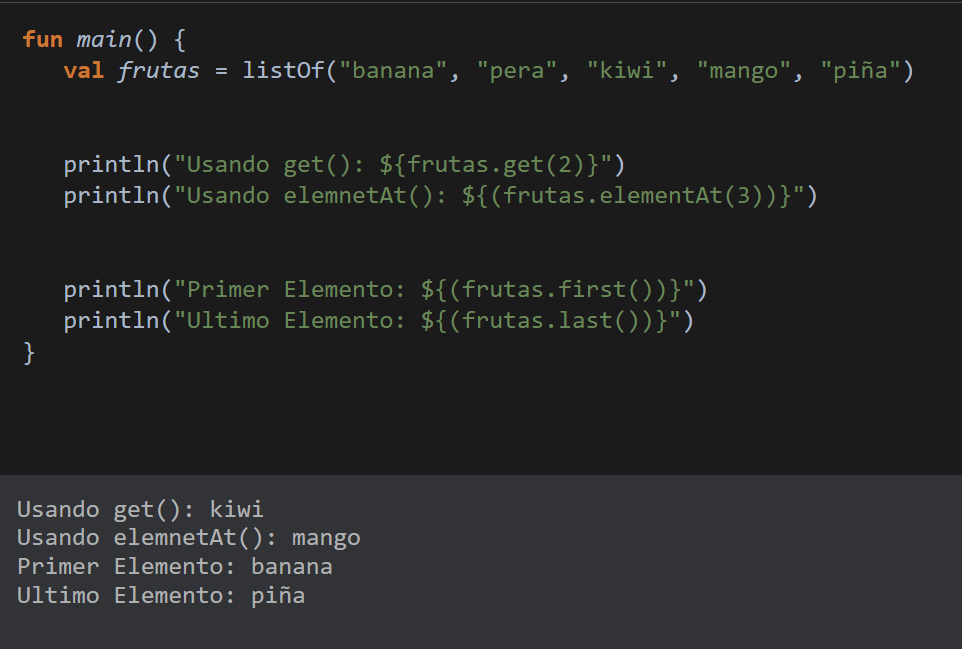 fun main() {
val frutas = listOf("banana", "pera", "kiwi", "mango", "piña")
println("Usando get(): ${frutas.get(2)}")
println("Usando elemnetAt(): ${(frutas.elementAt(3))}")
println("Primer Elemento: ${(frutas.first())}")
println("Ultimo Elemento: ${(frutas.last())}")
}
Usando get(): kiwi
Usando elemnetAt(): mango
Primer Elemento: banana
Ultimo Elemento: piña